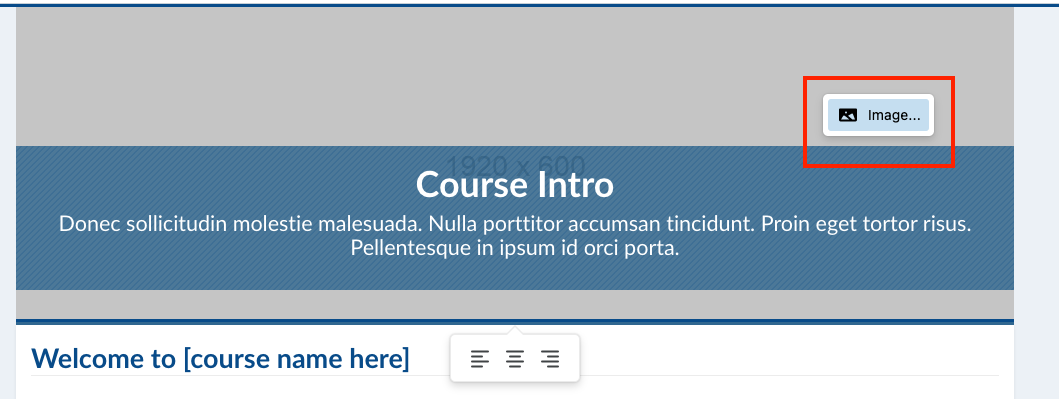 Image...
1920 x 600
Course Intro
Donec sollicitudin molestie malesuada. Nulla porttitor accumsan tincidunt. Proin eget tortor risus.
Pellentesque in ipsum id orci porta.
Welcome to [course name here]